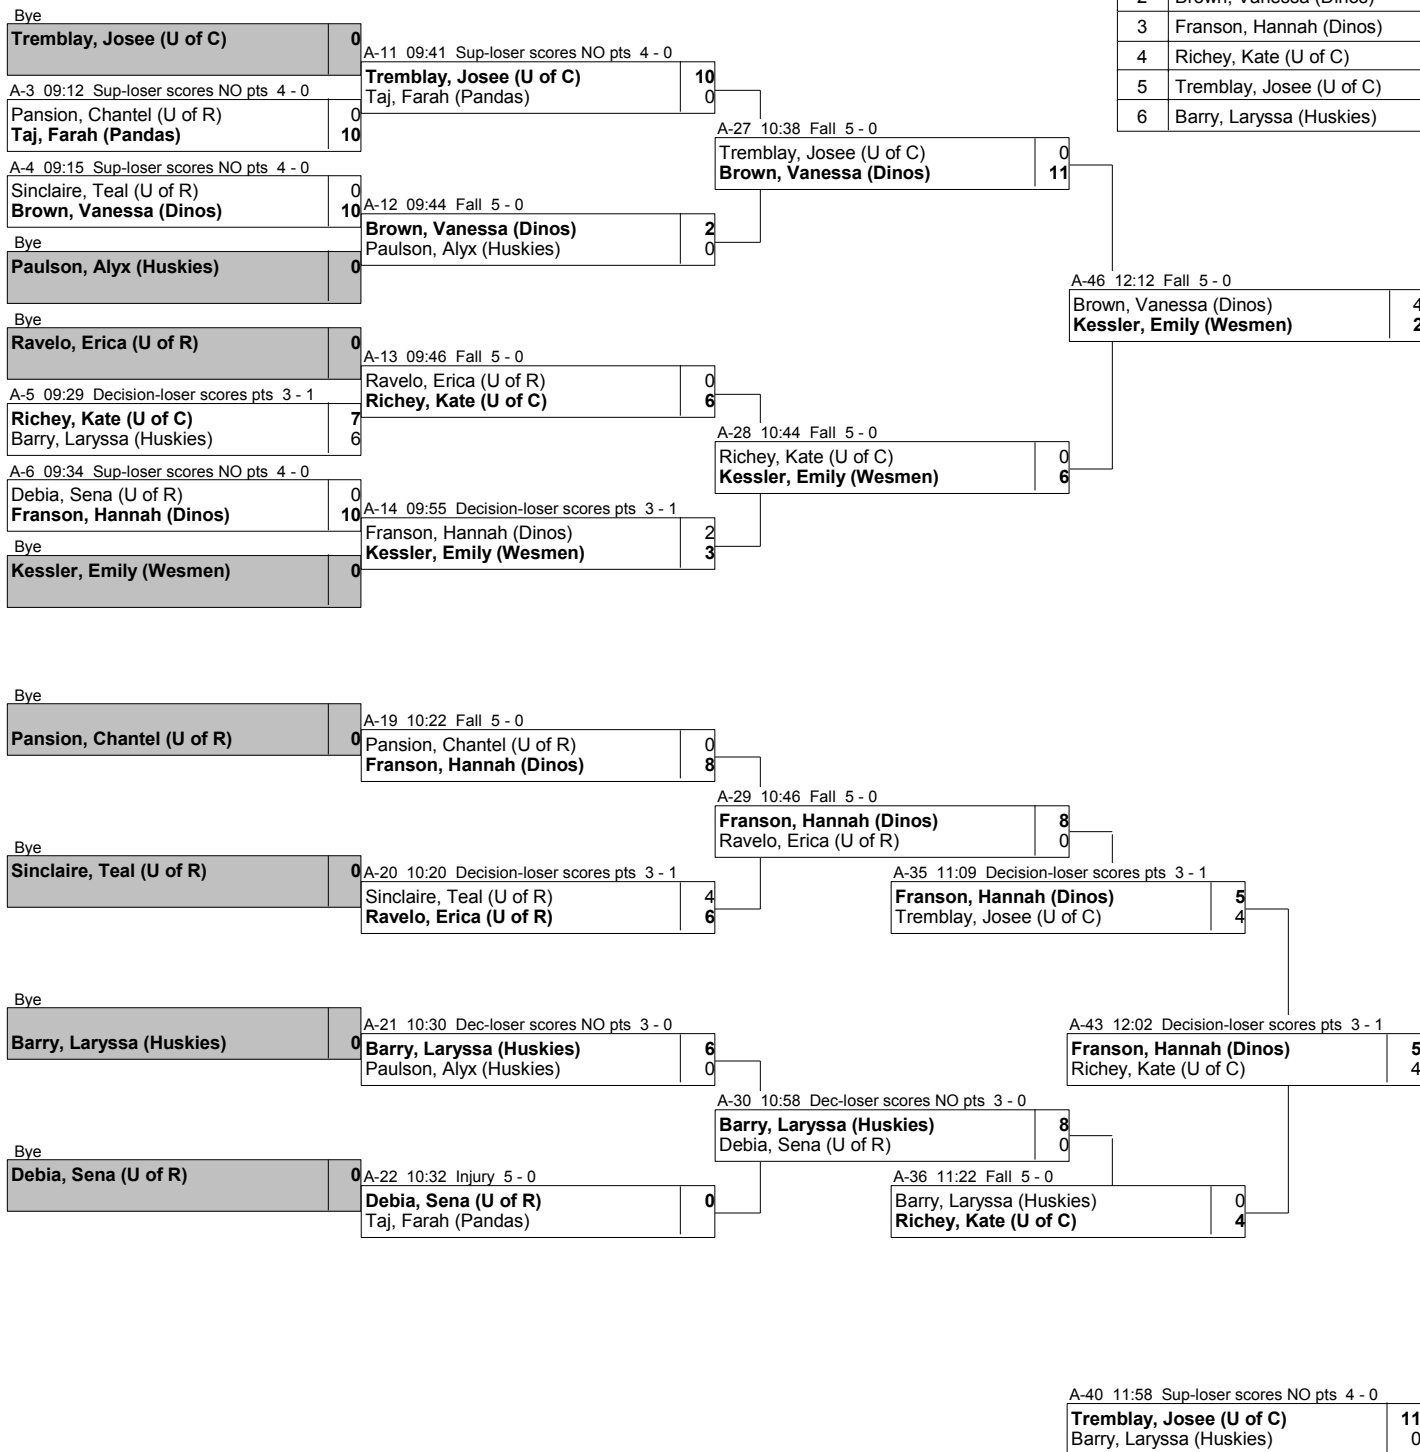 2 Brown, Vanessa (Dinos)
3 Franson, Hannah (Dinos)
4 Richey, Kate (U of C)
5 Tremblay, Josee (U of C)
6 Barry, Laryssa (Huskies)
Bye
Tremblay, Josee (U of C) 0
A-3 09:12 Sup-loser scores NO pts 4 - 0
Pansion, Chantel (U of R) 0
Taj, Farah (Pandas) 10
A-4 09:15 Sup-loser scores NO pts 4 - 0
Sinclaire, Teal (U of R) 0
Brown, Vanessa (Dinos) 10
Bye
Paulson, Alyx (Huskies) 0
Bye
Ravelo, Erica (U of R) 0
A-5 09:29 Decision-loser scores pts 3 - 1
Richey, Kate (U of C) 7
Barry, Laryssa (Huskies) 6
A-6 09:34 Sup-loser scores NO pts 4 - 0
Debia, Sena (U of R) 0
Franson, Hannah (Dinos) 10
Bye
Kessler, Emily (Wesmen) 0
A-11 09:41 Sup-loser scores NO pts 4 - 0
Tremblay, Josee (U of C) 10
Taj, Farah (Pandas) 0
A-12 09:44 Fall 5 - 0
Brown, Vanessa (Dinos) 2
Paulson, Alyx (Huskies) 0
A-13 09:46 Fall 5 - 0
Ravelo, Erica (U of R) 0
Richey, Kate (U of C) 6
A-14 09:55 Decision-loser scores pts 3 - 1
Franson, Hannah (Dinos) 2
Kessler, Emily (Wesmen) 3
A-27 10:38 Fall 5 - 0
Tremblay, Josee (U of C) 0
Brown, Vanessa (Dinos) 11
A-28 10:44 Fall 5 - 0
Richey, Kate (U of C) 0
Kessler, Emily (Wesmen) 6
A-46 12:12 Fall 5 - 0
Brown, Vanessa (Dinos) 4
Kessler, Emily (Wesmen) 2
Bye
Pansion, Chantel (U of R) 0
Bye
Sinclaire, Teal (U of R) 0
Bye
Barry, Laryssa (Huskies) 0
Bye
Debia, Sena (U of R) 0
A-19 10:22 Fall 5 - 0
Pansion, Chantel (U of R) 0
Franson, Hannah (Dinos) 8
A-20 10:20 Decision-loser scores pts 3 - 1
Sinclaire, Teal (U of R) 4
Ravelo, Erica (U of R) 6
A-21 10:30 Dec-loser scores NO pts 3 - 0
Barry, Laryssa (Huskies) 6
Paulson, Alyx (Huskies) 0
A-22 10:32 Injury 5 - 0
Debia, Sena (U of R) 0
Taj, Farah (Pandas)
A-29 10:46 Fall 5 - 0
Franson, Hannah (Dinos) 8
Ravelo, Erica (U of R) 0
A-30 10:58 Dec-loser scores NO pts 3 - 0
Barry, Laryssa (Huskies) 8
Debia, Sena (U of R) 0
A-35 11:09 Decision-loser scores pts 3 - 1
Franson, Hannah (Dinos) 5
Tremblay, Josee (U of C) 4
A-36 11:22 Fall 5 - 0
Barry, Laryssa (Huskies) 0
Richey, Kate (U of C) 4
A-43 12:02 Decision-loser scores pts 3 - 1
Franson, Hannah (Dinos) 5
Richey, Kate (U of C) 4
A-40 11:58 Sup-loser scores NO pts 4 - 0
Tremblay, Josee (U of C) 11
Barry, Laryssa (Huskies) 0